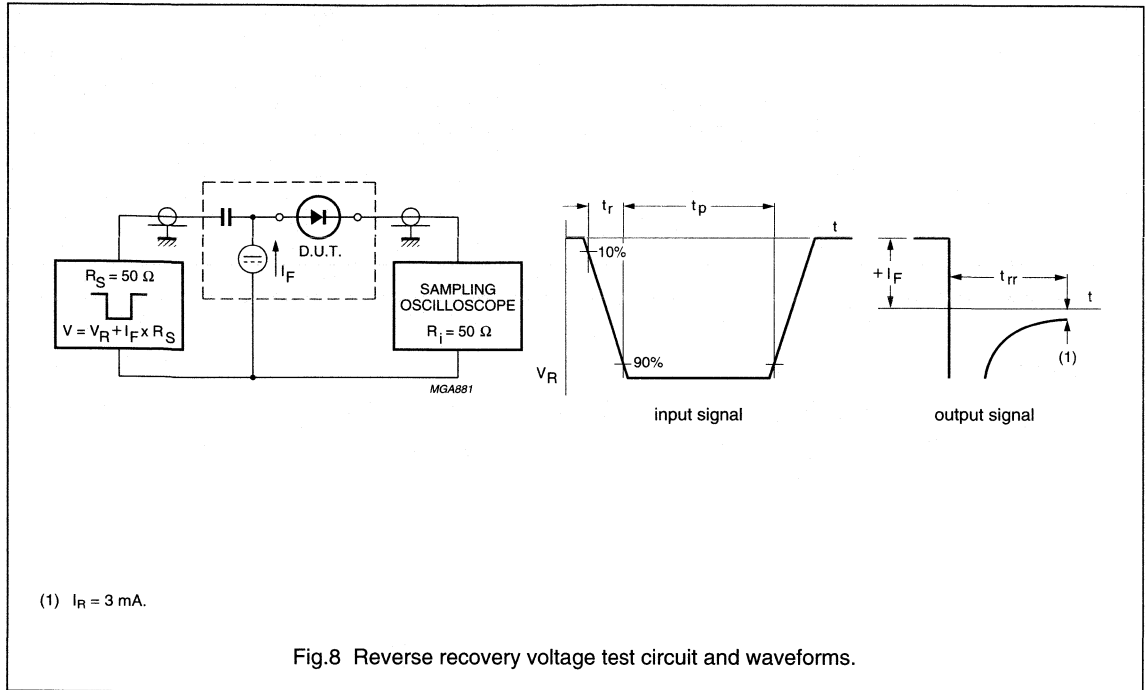 R_S = 50 Ω
V = V_R + I_F x R_S
I_F
D.U.T.
SAMPLING
OSCILLOSCOPE
R_i = 50 Ω
MGA881
t_r
t_p
t
10%
90%
V_R
input signal
+ I_F
t_rr
t
(1)
output signal
(1) I_R = 3 mA.
Fig.8 Reverse recovery voltage test circuit and waveforms.